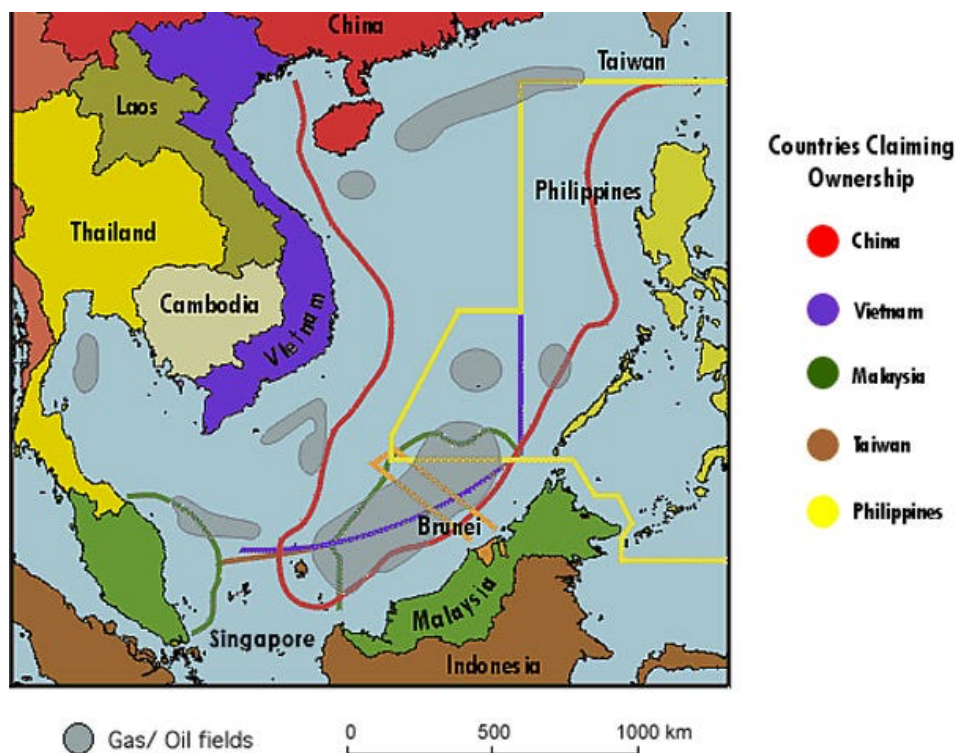 China
Taiwan
Laos
Countries Claiming
Ownership
Philippines
China
Thailand
Cambodia
Vietnam
Vietnam
Malaysia
Taiwan
Brunei
Philippines
Malaysia
Singapore
Indonesia
Gas/ Oil fields
0 500 1000 km